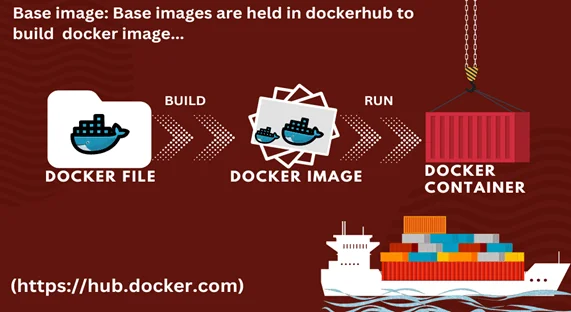 Base image: Base images are held in dockerhub to
build docker image...
BUILD
RUN
DOCKER FILE
DOCKER IMAGE
DOCKER
CONTAINER
(https://hub.docker.com)